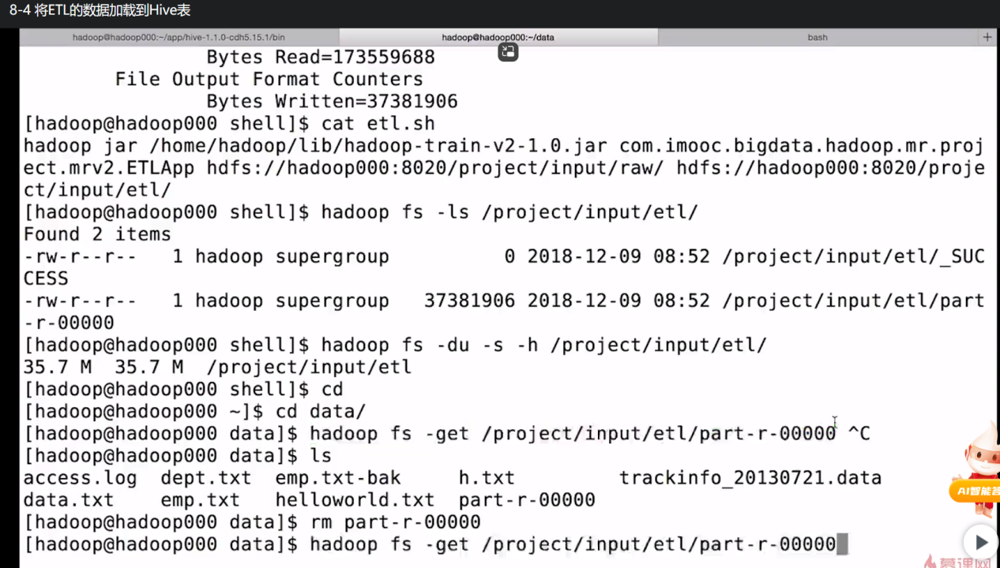 8-4 将ETL的数据加载到Hive表
hadoop@hadoop000:~/app/hive-1.1.0-cdh5.15.1/bin
hadoop@hadoop000:~/data
bash
+
Bytes Read=173559688
File Output Format Counters
Bytes Written=37381906
[hadoop@hadoop000 shell]$ cat etl.sh
hadoop jar /home/hadoop/lib/hadoop-train-v2-1.0.jar com.imooc.bigdata.hadoop.mr.proj
ect.mrv2.ETLApp hdfs://hadoop000:8020/project/input/raw/ hdfs://hadoop000:8020/proje
ct/input/etl/
[hadoop@hadoop000 shell]$ hadoop fs -ls /project/input/etl/
Found 2 items
-rw-r--r--   1 hadoop supergroup          0 2018-12-09 08:52 /project/input/etl/_SUC
CESS
-rw-r--r--   1 hadoop supergroup   37381906 2018-12-09 08:52 /project/input/etl/part
-r-00000
[hadoop@hadoop000 shell]$ hadoop fs -du -s -h /project/input/etl/
35.7 M  35.7 M  /project/input/etl
[hadoop@hadoop000 shell]$ cd
[hadoop@hadoop000 ~]$ cd data/
[hadoop@hadoop000 data]$ hadoop fs -get /project/input/etl/part-r-00000 ^C
[hadoop@hadoop000 data]$ ls
access.log  dept.txt  emp.txt-bak     h.txt         trackinfo_20130721.data
data.txt    emp.txt   helloworld.txt  part-r-00000
[hadoop@hadoop000 data]$ rm part-r-00000
[hadoop@hadoop000 data]$ hadoop fs -get /project/input/etl/part-r-00000
AI智能答
慕课网